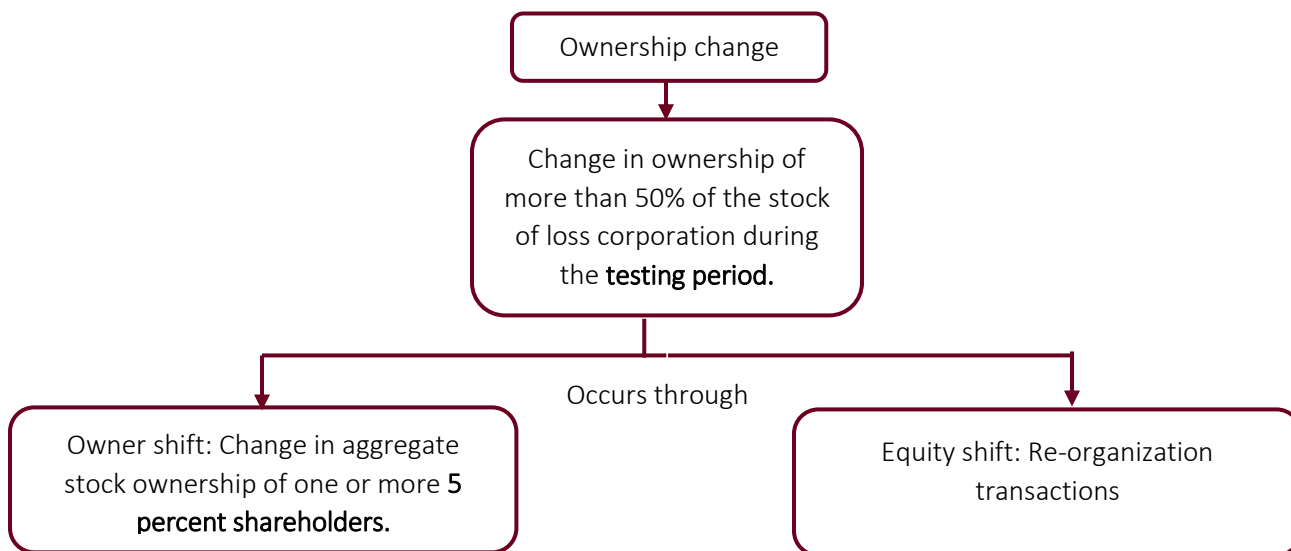 Ownership change
Change in ownership of
more than 50% of the stock
of loss corporation during
the testing period.
Occurs through
Owner shift: Change in aggregate
stock ownership of one or more 5
percent shareholders.
Equity shift: Re-organization
transactions